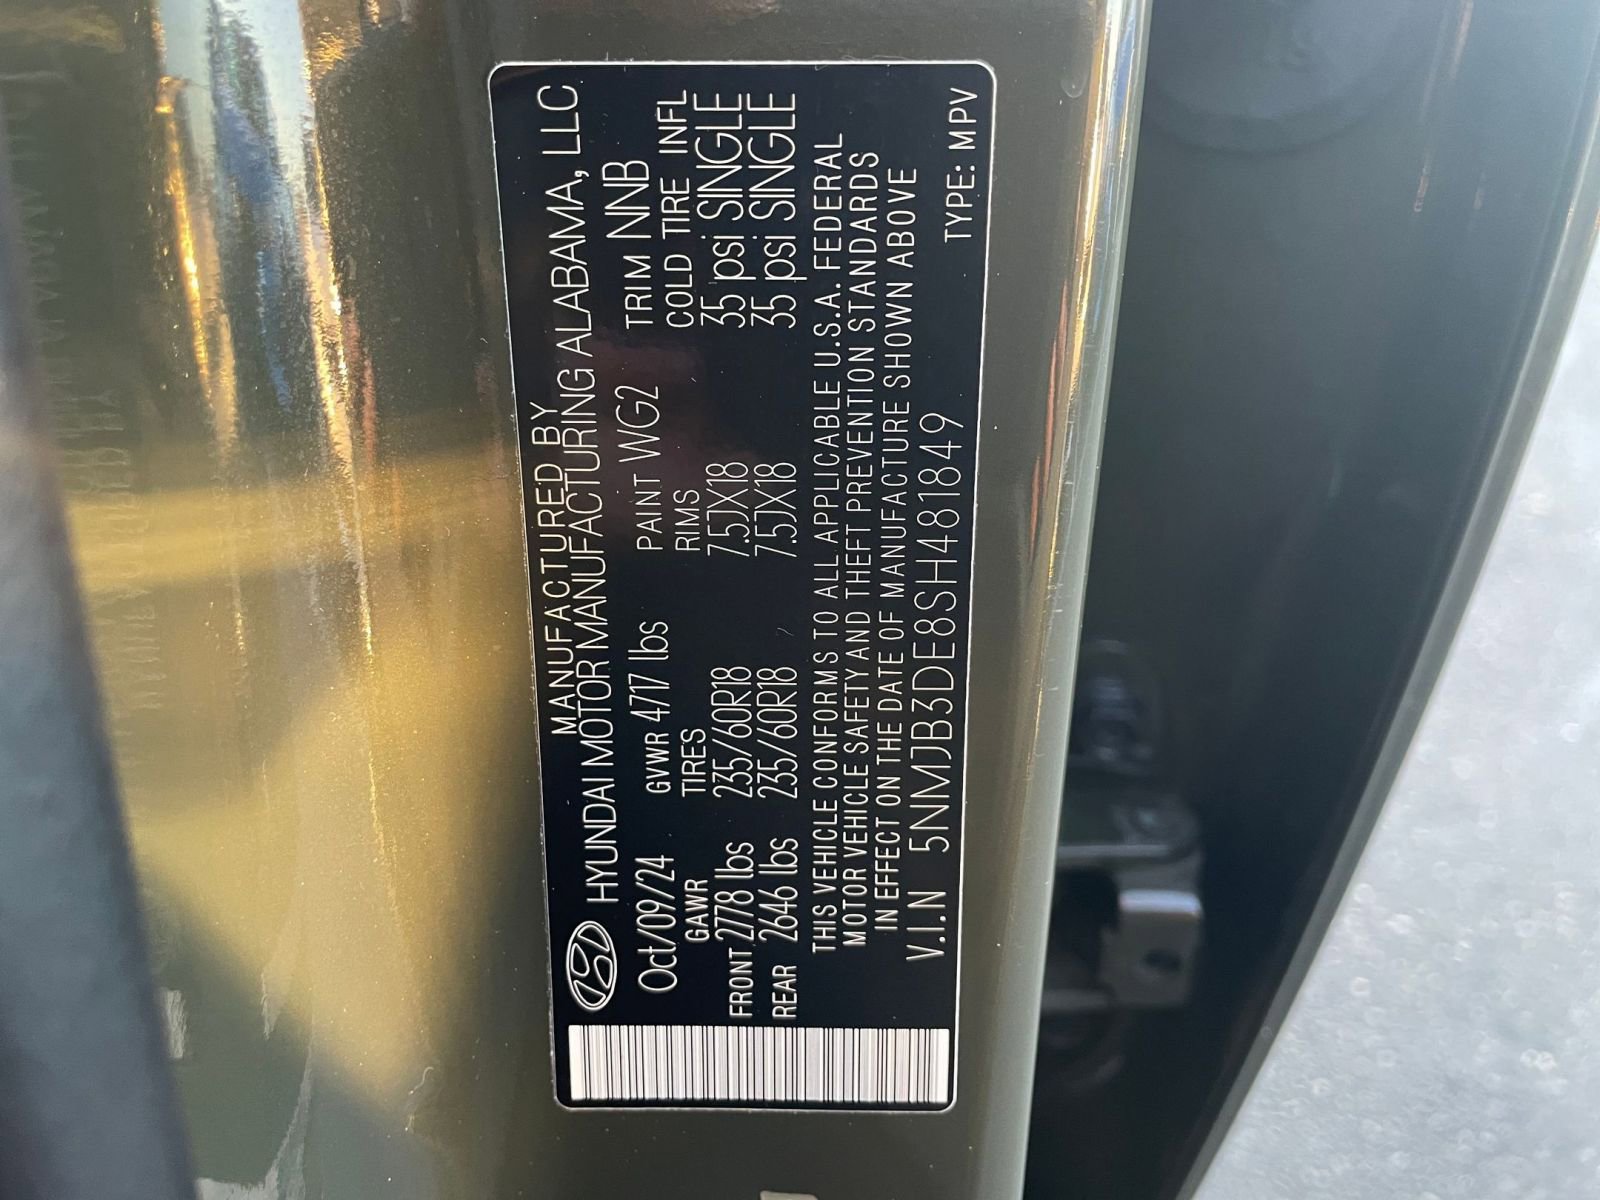 MANUFACTURED BY
HYUNDAI MOTOR MANUFACTURING ALABAMA, LLC
Oct/09/24 GVWR 4717 lbs PAINT WG2 TRIM NNB
GAWR TIRES RIMS COLD TIRE INFL
FRONT 2778 lbs 235/60R18 7.5JX18 35 psi SINGLE
REAR 2646 lbs 235/60R18 7.5JX18 35 psi SINGLE
THIS VEHICLE CONFORMS TO ALL APPLICABLE U.S.A. FEDERAL
MOTOR VEHICLE SAFETY AND THEFT PREVENTION STANDARDS
IN EFFECT ON THE DATE OF MANUFACTURE SHOWN ABOVE
V.I.N 5NMJB3DE8SH481849 TYPE: MPV